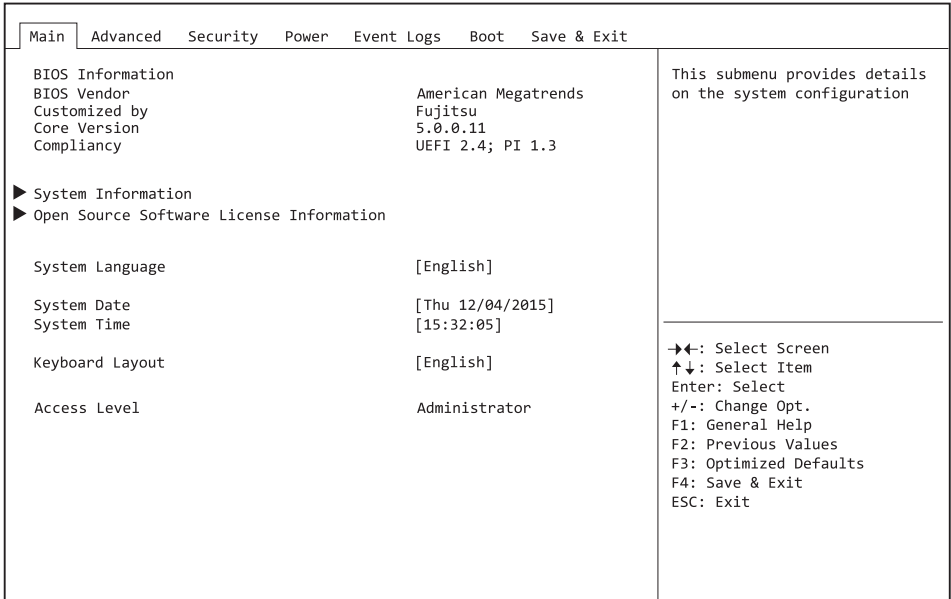 Main Advanced Security Power Event Logs Boot Save & Exit
BIOS Information
BIOS Vendor American Megatrends
Customized by Fujitsu
Core Version 5.0.0.11
Compliancy UEFI 2.4; PI 1.3
▶ System Information
▶ Open Source Software License Information
System Language [English]
System Date [Thu 12/04/2015]
System Time [15:32:05]
Keyboard Layout [English]
Access Level Administrator
This submenu provides details
on the system configuration
→←: Select Screen
↑↓: Select Item
Enter: Select
+/-: Change Opt.
F1: General Help
F2: Previous Values
F3: Optimized Defaults
F4: Save & Exit
ESC: Exit